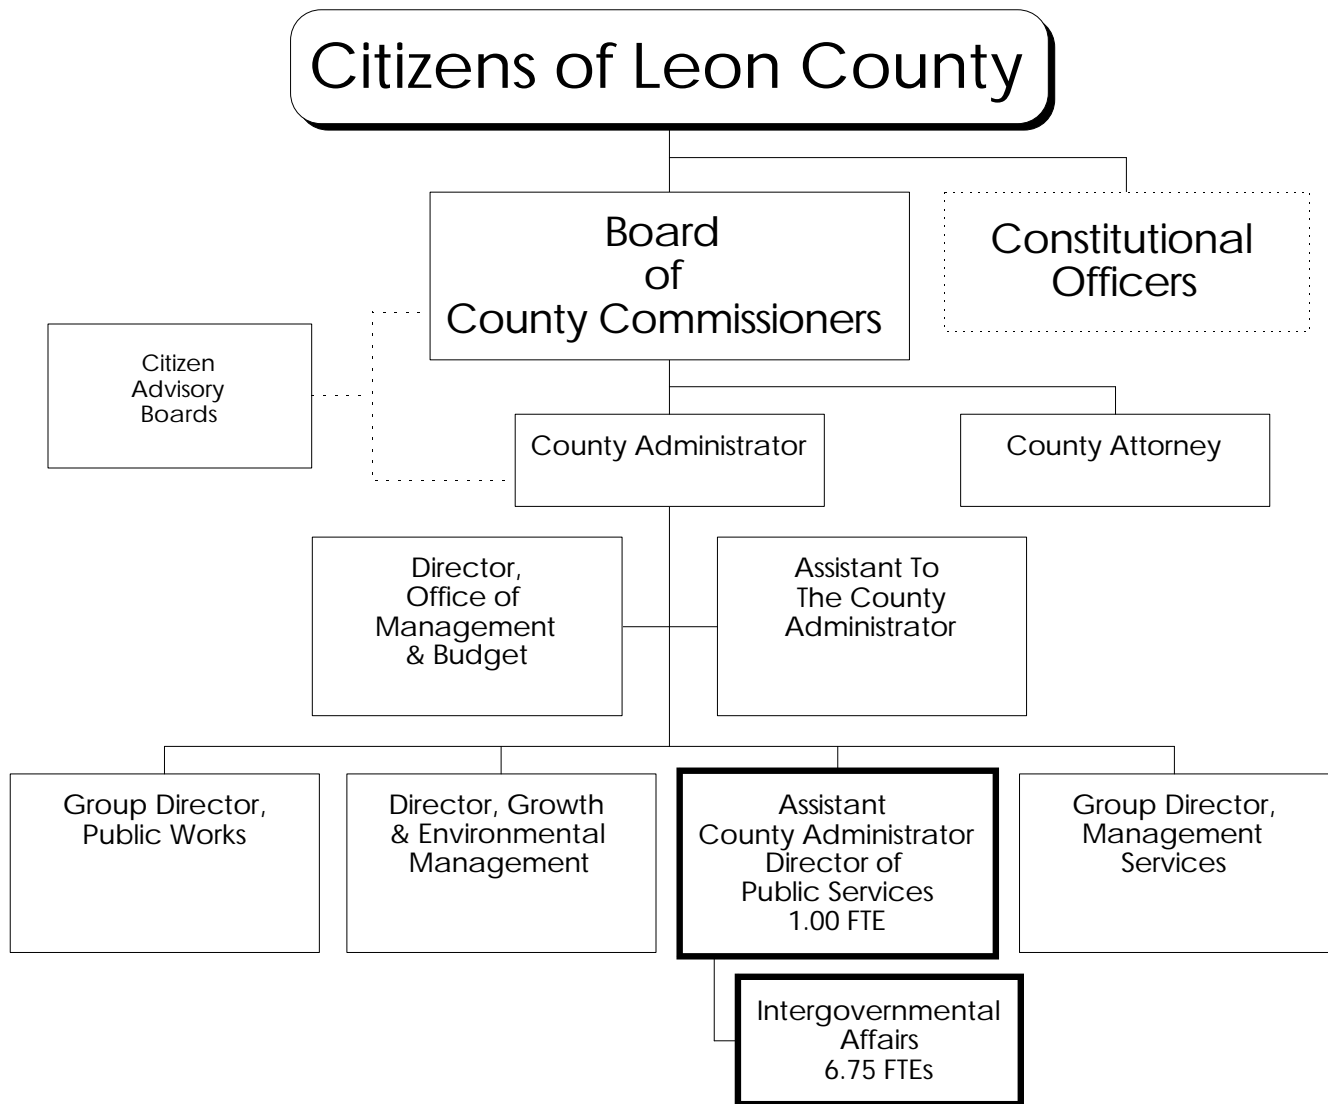 Citizens of Leon County
Board
of
County Commissioners
Constitutional
Officers
Citizen
Advisory
Boards
County Administrator
County Attorney
Director,
Office of
Management
& Budget
Assistant To
The County
Administrator
Group Director,
Public Works
Director, Growth
& Environmental
Management
Assistant
County Administrator
Director of
Public Services
1.00 FTE
Group Director,
Management
Services
Intergovernmental
Affairs
6.75 FTEs